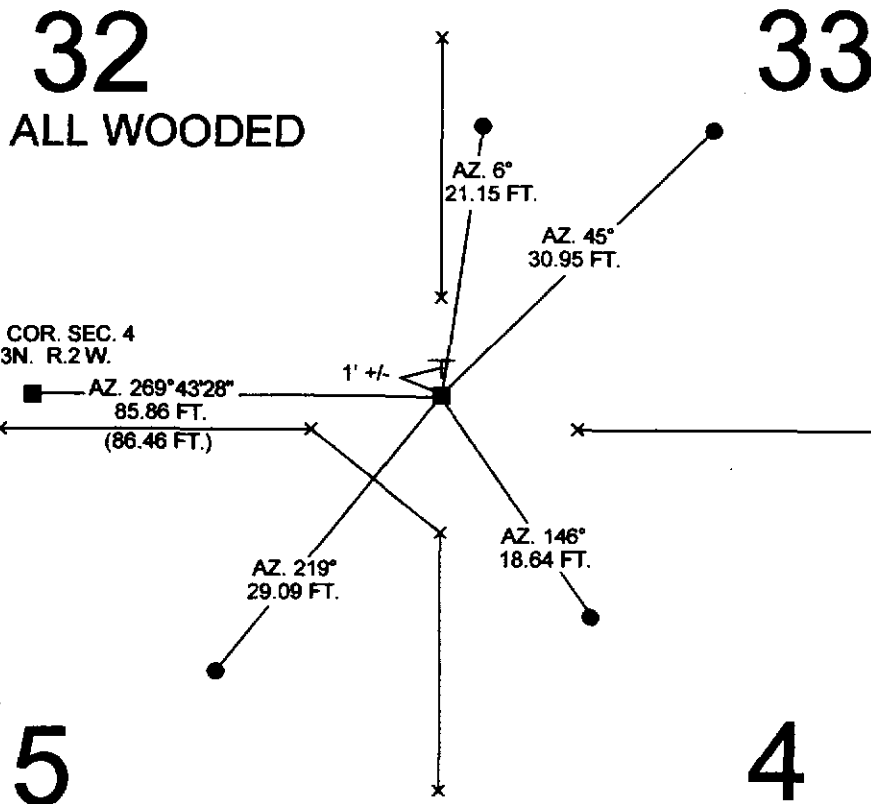 32
33
ALL WOODED
AZ. 6°
21.15 FT.
AZ. 45°
30.95 FT.
COR. SEC. 4
3N. R.2 W.
1' +/-
AZ. 269°43'28"
85.86 FT.
(86.46 FT.)
AZ. 146°
18.64 FT.
AZ. 219°
29.09 FT.
5
4